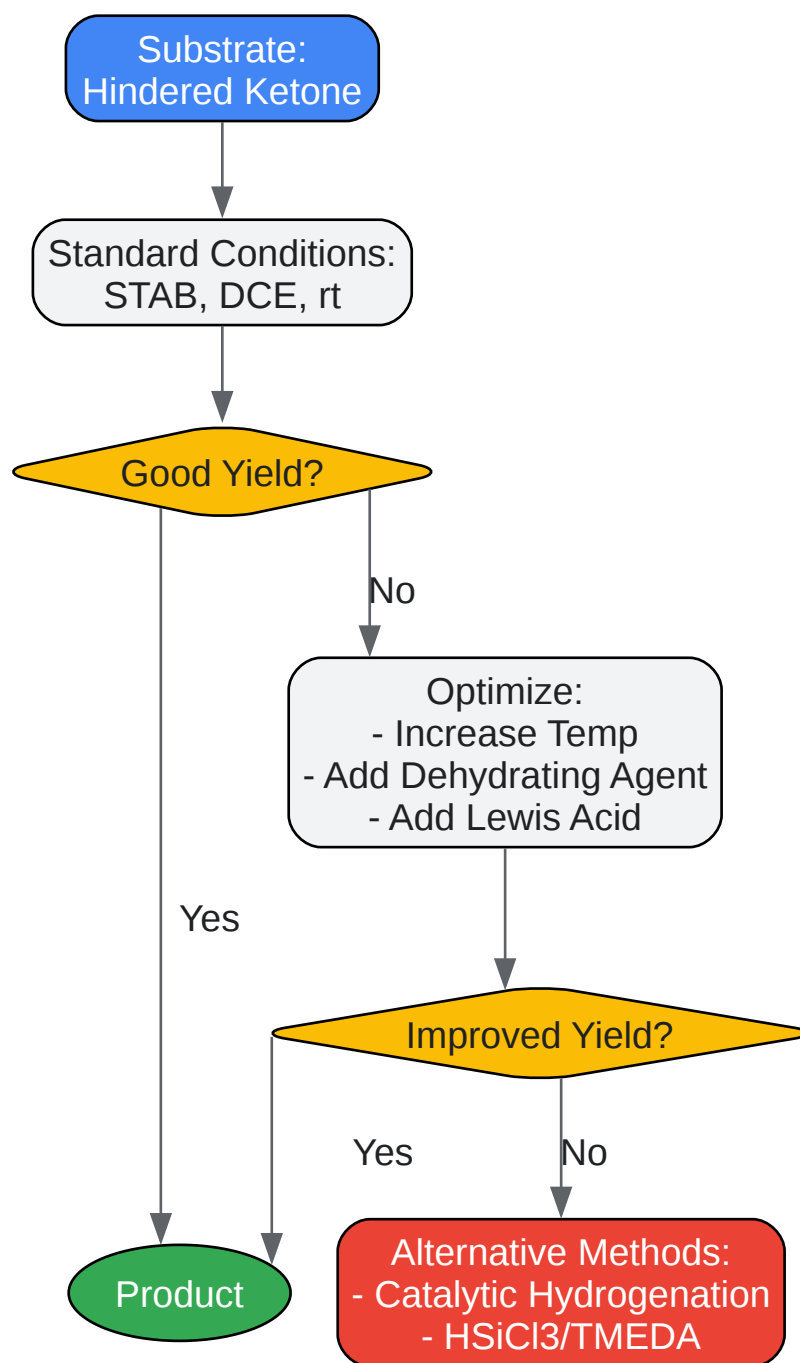 Substrate:
Hindered Ketone
Standard Conditions:
STAB, DCE, rt
Good Yield?
No
Optimize:
- Increase Temp
- Add Dehydrating Agent
- Add Lewis Acid
Yes
Improved Yield?
Yes
No
Product
Alternative Methods:
- Catalytic Hydrogenation
- HSiCl3/TMEDA